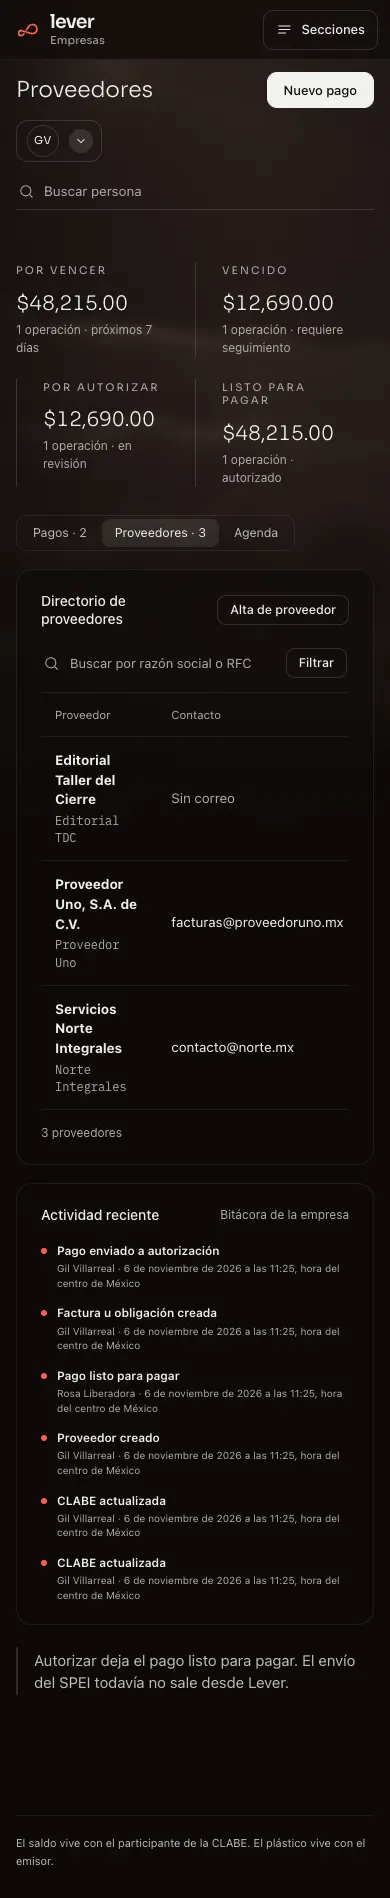 lever
Empresas
Secciones
Proveedores
Nuevo pago
GV
Buscar persona
POR VENCER
$48,215.00
1 operación · próximos 7
días
VENCIDO
$12,690.00
1 operación · requiere
seguimiento
POR AUTORIZAR
$12,690.00
1 operación · en
revisión
LISTO PARA
PAGAR
$48,215.00
1 operación ·
autorizado
Pagos · 2
Proveedores · 3
Agenda
Directorio de
proveedores
Alta de proveedor
Buscar por razón social o RFC
Filtrar
Proveedor
Contacto
Editorial
Taller del
Cierre
Editorial
TDC
Sin correo
Proveedor
Uno, S.A. de
C.V.
Proveedor
Uno
facturas@proveedoruno.mx
Servicios
Norte
Integrales
Norte
Integrales
contacto@norte.mx
3 proveedores
Actividad reciente
Bitácora de la empresa
Pago enviado a autorización
Gil Villarreal · 6 de noviembre de 2026 a las 11:25, hora del
centro de México
Factura u obligación creada
Gil Villarreal · 6 de noviembre de 2026 a las 11:25, hora del
centro de México
Pago listo para pagar
Rosa Liberadora · 6 de noviembre de 2026 a las 11:25, hora
del centro de México
Proveedor creado
Gil Villarreal · 6 de noviembre de 2026 a las 11:25, hora del
centro de México
CLABE actualizada
Gil Villarreal · 6 de noviembre de 2026 a las 11:25, hora del
centro de México
CLABE actualizada
Gil Villarreal · 6 de noviembre de 2026 a las 11:25, hora del
centro de México
Autorizar deja el pago listo para pagar. El envío
del SPEI todavía no sale desde Lever.
El saldo vive con el participante de la CLABE. El plástico vive con el
emisor.